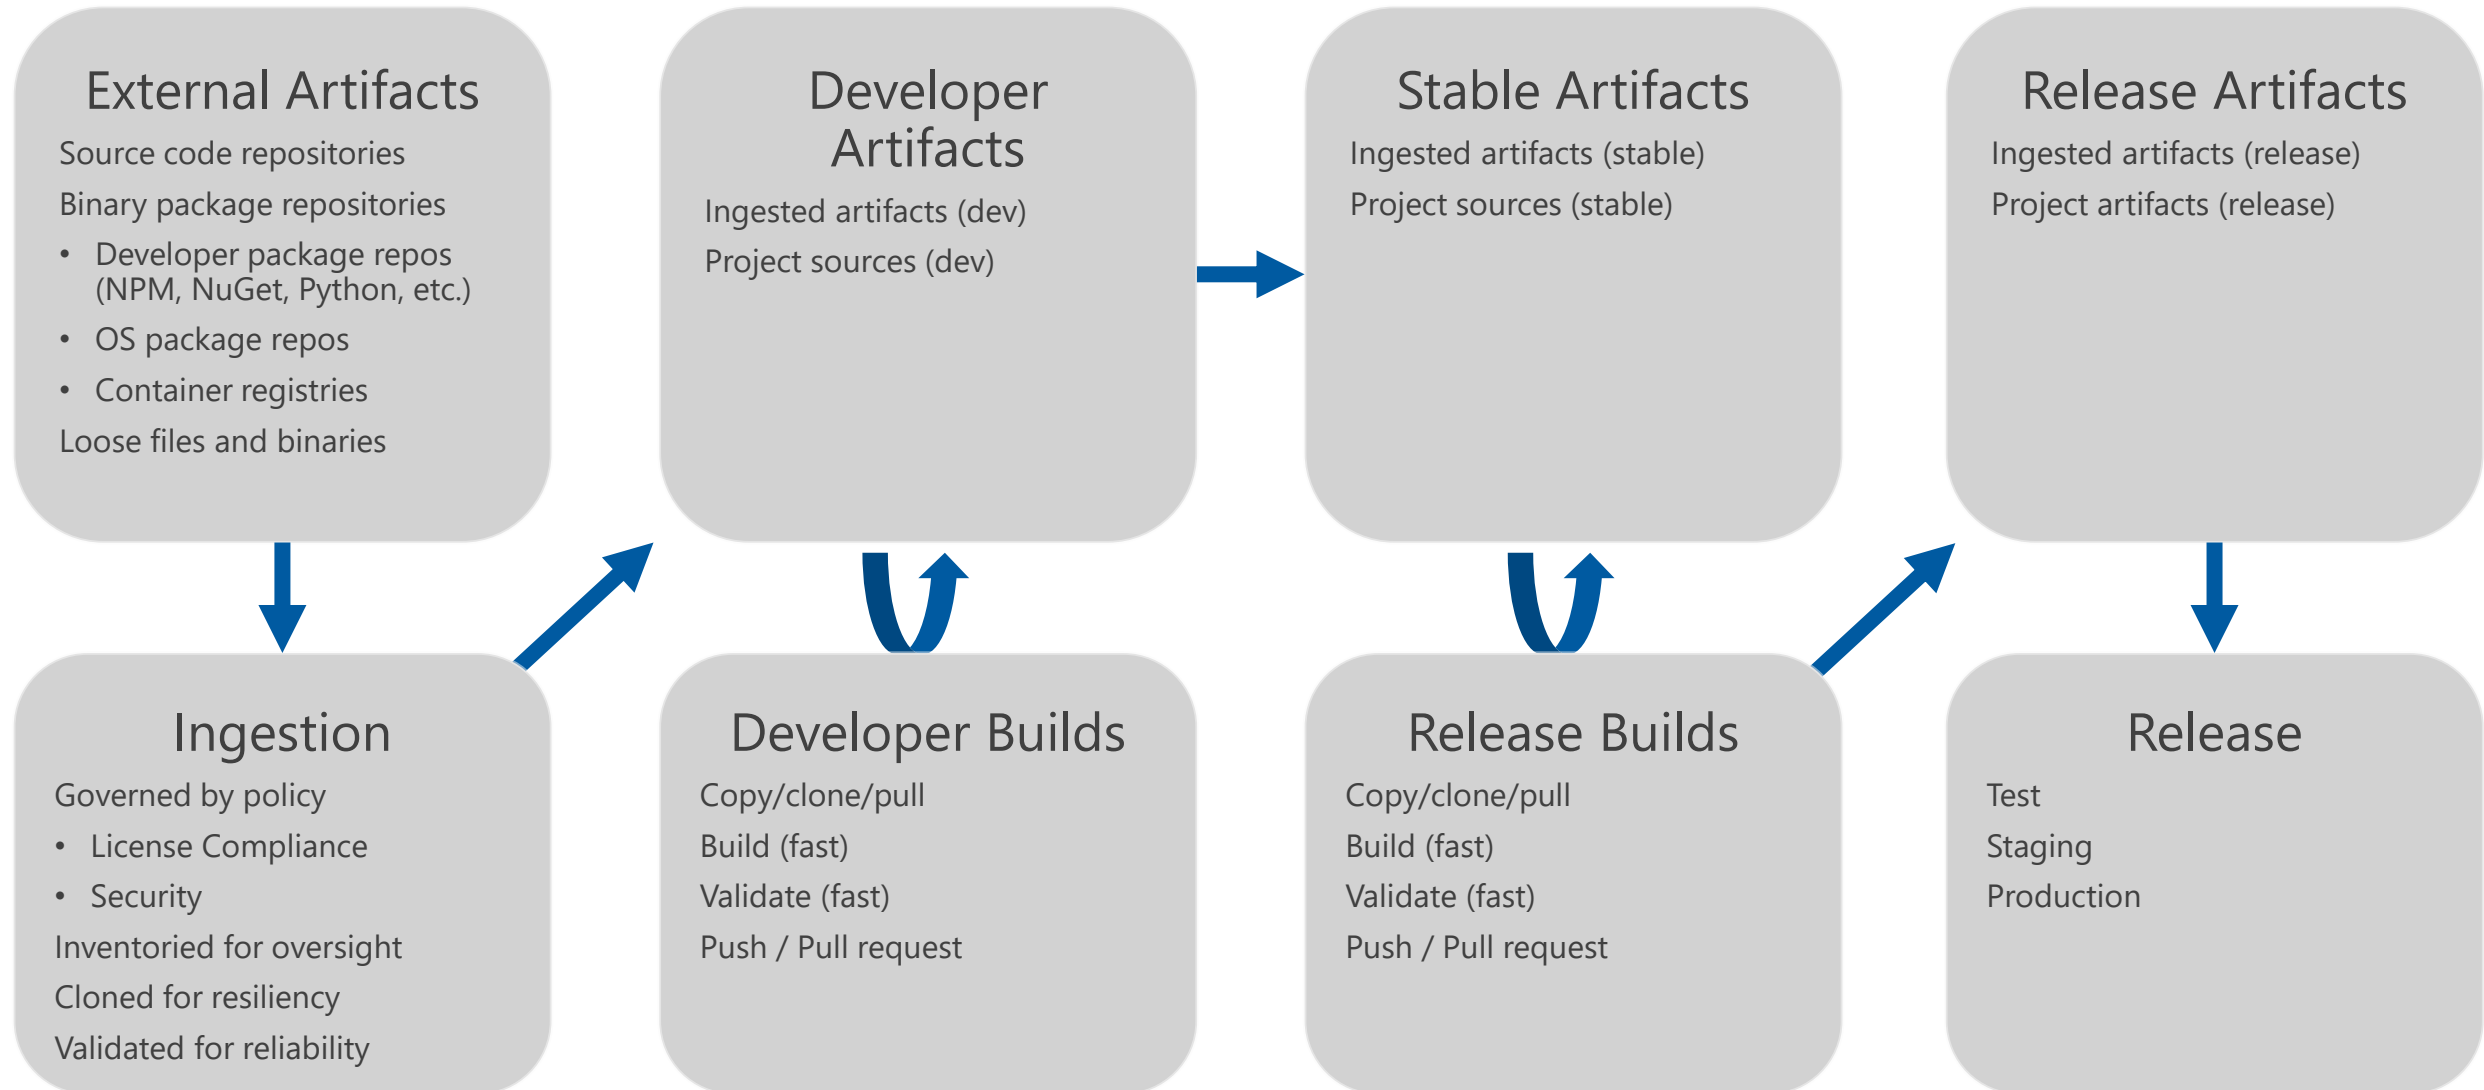 External Artifacts
Source code repositories
Binary package repositories
• Developer package repos
(NPM, NuGet, Python, etc.)
• OS package repos
• Container registries
Loose files and binaries
Developer
Artifacts
Ingested artifacts (dev)
Project sources (dev)
Stable Artifacts
Ingested artifacts (stable)
Project sources (stable)
Release Artifacts
Ingested artifacts (release)
Project artifacts (release)
Ingestion
Governed by policy
• License Compliance
• Security
Inventoried for oversight
Cloned for resiliency
Validated for reliability
Developer Builds
Copy/clone/pull
Build (fast)
Validate (fast)
Push / Pull request
Release Builds
Copy/clone/pull
Build (fast)
Validate (fast)
Push / Pull request
Release
Test
Staging
Production